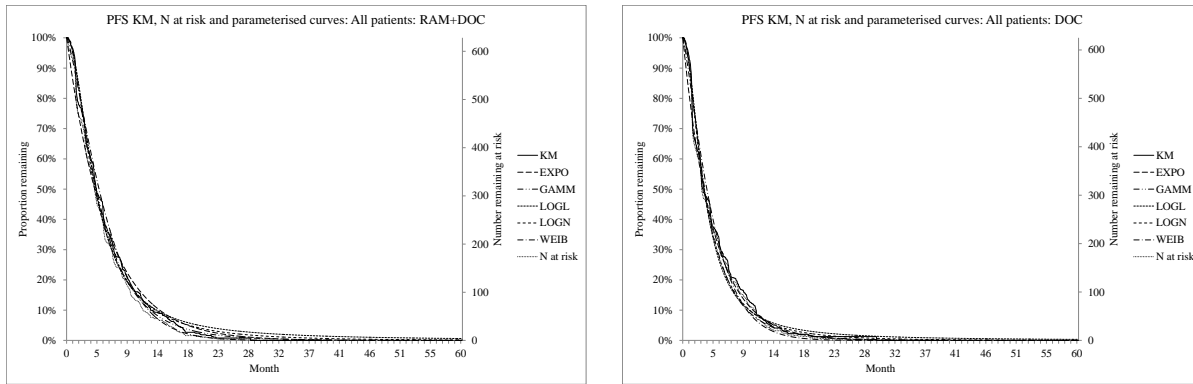 PFS KM, N at risk and parameterised curves: All patients: RAM+DOC
100%
90%
80%
70%
60%
50%
40%
30%
20%
10%
0%
Proportion remaining
600
500
400
300
200
100
0
Number remaining at risk
0 5 9 14 18 23 28 32 37 41 46 51 55 60
Month
KM
EXPO
GAMM
LOGL
LOGN
WEIB
N at risk
PFS KM, N at risk and parameterised curves: All patients: DOC
100%
90%
80%
70%
60%
50%
40%
30%
20%
10%
0%
Proportion remaining
600
500
400
300
200
100
0
Number remaining at risk
0 5 9 14 18 23 28 32 37 41 46 51 55 60
Month
KM
EXPO
GAMM
LOGL
LOGN
WEIB
N at risk